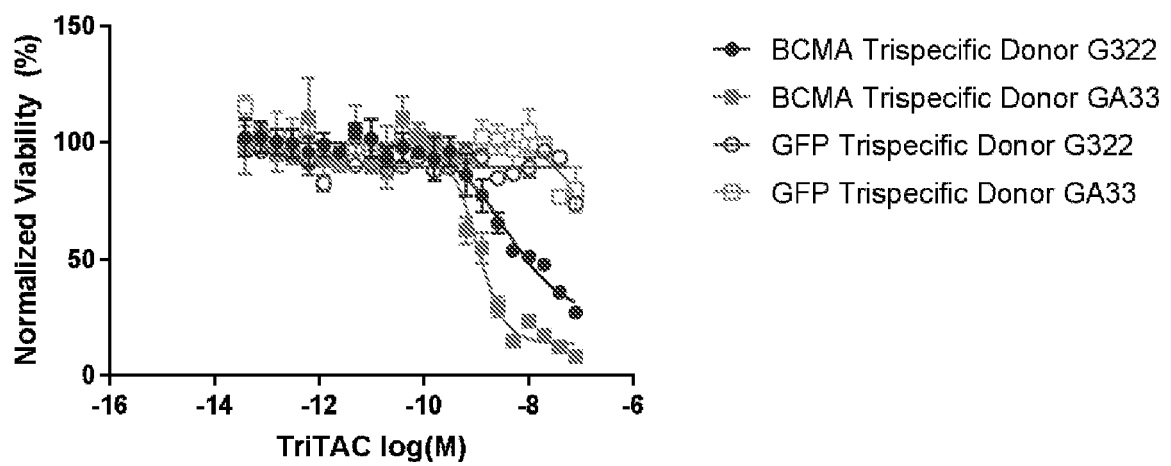 150
100
50
0
Normalized Viability (%)
-16 -14 -12 -10 -8 -6
TriTAC log(M)
BCMA Trispecific Donor G322
BCMA Trispecific Donor GA33
GFP Trispecific Donor G322
GFP Trispecific Donor GA33